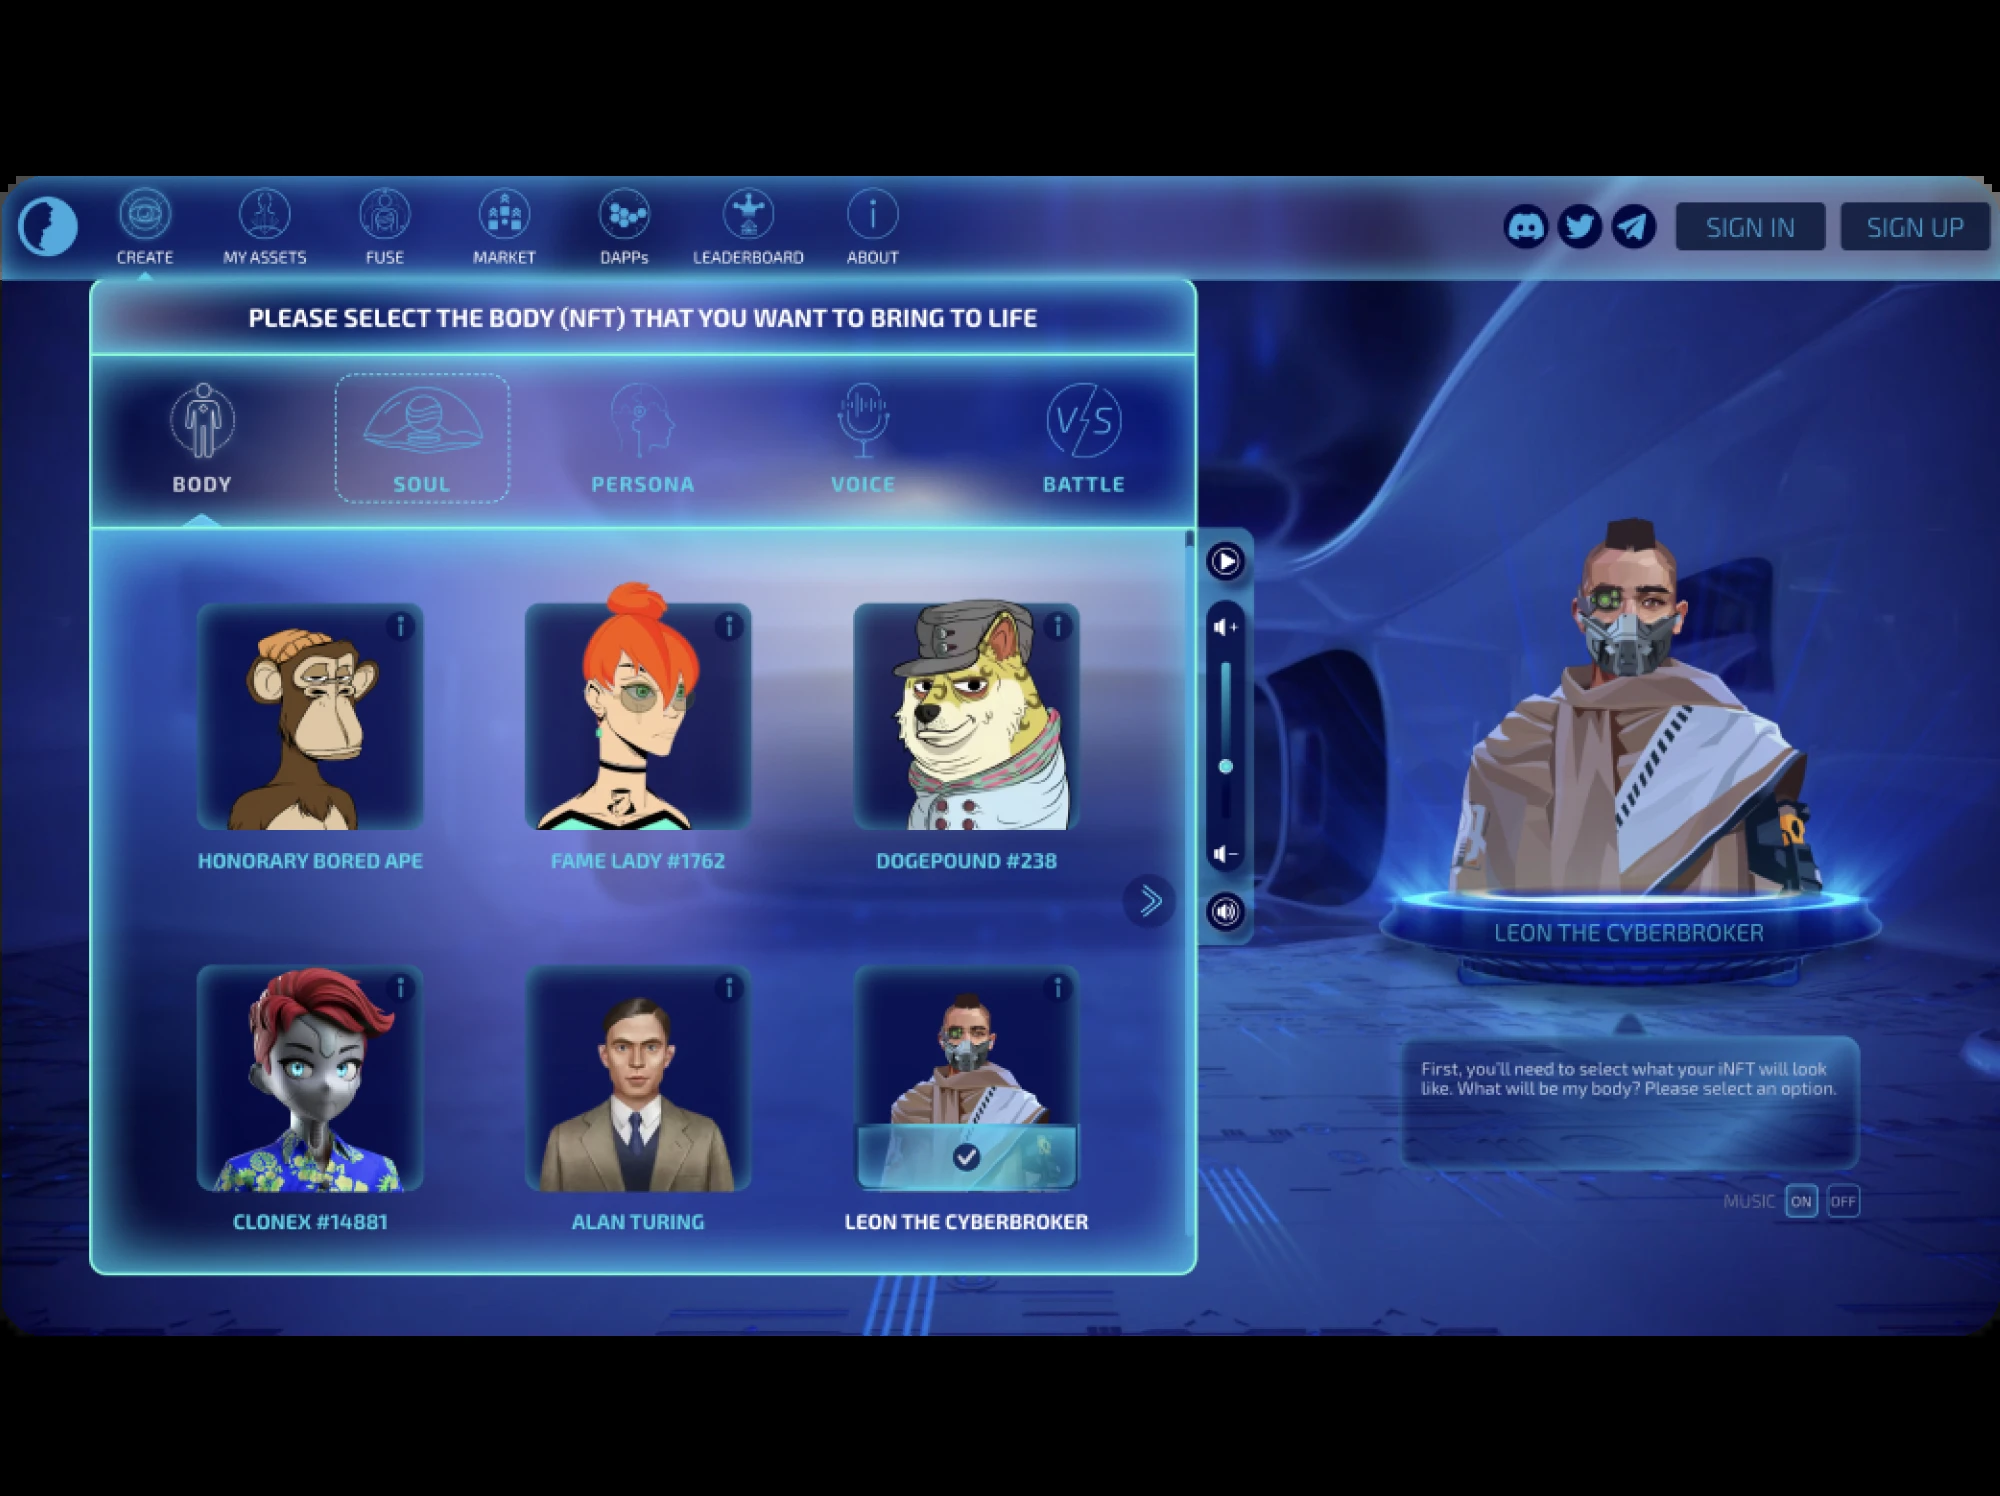 CREATE
MY ASSETS
FUSE
MARKET
DAPPs
LEADERBOARD
ABOUT
SIGN IN
SIGN UP
PLEASE SELECT THE BODY (NFT) THAT YOU WANT TO BRING TO LIFE
BODY
SOUL
PERSONA
VOICE
V/S
BATTLE
HONORARY BORED APE
FAME LADY #1762
DOGEPOUND #238
CLONEX #14881
ALAN TURING
LEON THE CYBERBROKER
LEON THE CYBERBROKER
First, you'll need to select what your iNFT will look
like. What will be my body? Please select an option.
MUSIC ON OFF